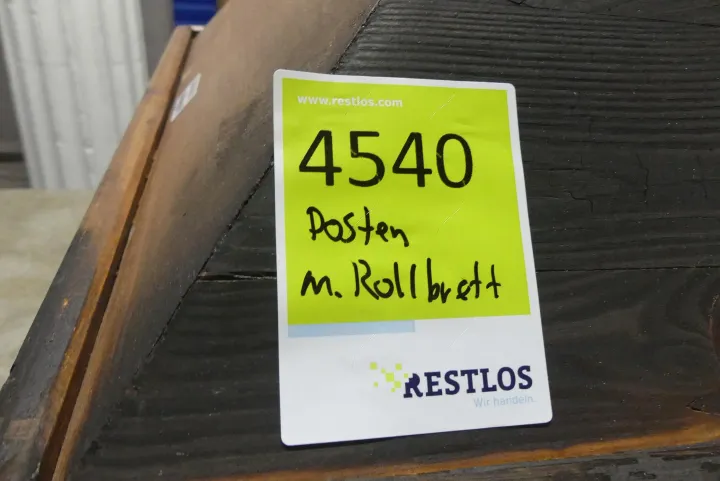 www.restlos.com
4540
Posten
m. Rollbrett
RESTLOS
Wir handeln.